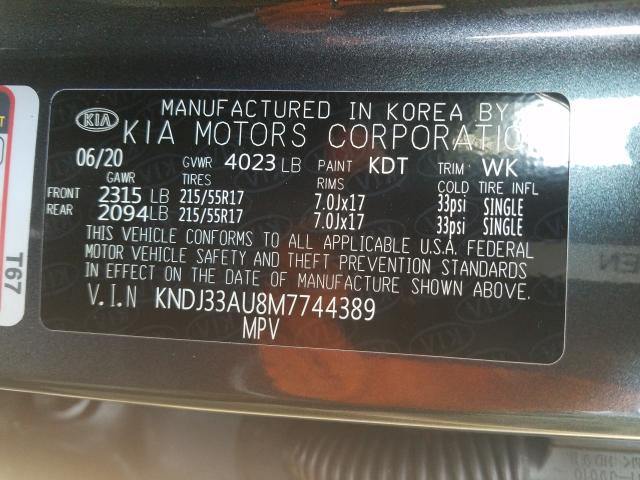 MANUFACTURED IN KOREA BY
KIA KIA MOTORS CORPORATION
06/20 GVWR 4023 LB PAINT KDT TRIM WK
GAWR TIRES RIMS COLD TIRE INFL
FRONT 2315 LB 215/55R17 7.0Jx17 33psi SINGLE
REAR 2094 LB 215/55R17 7.0Jx17 33psi SINGLE
THIS VEHICLE CONFORMS TO ALL APPLICABLE U.S.A. FEDERAL
MOTOR VEHICLE SAFETY AND THEFT PREVENTION STANDARDS
IN EFFECT ON THE DATE OF MANUFACTURE SHOWN ABOVE.
V.I.N KNDJ33AU8M7744389
MPV
T67